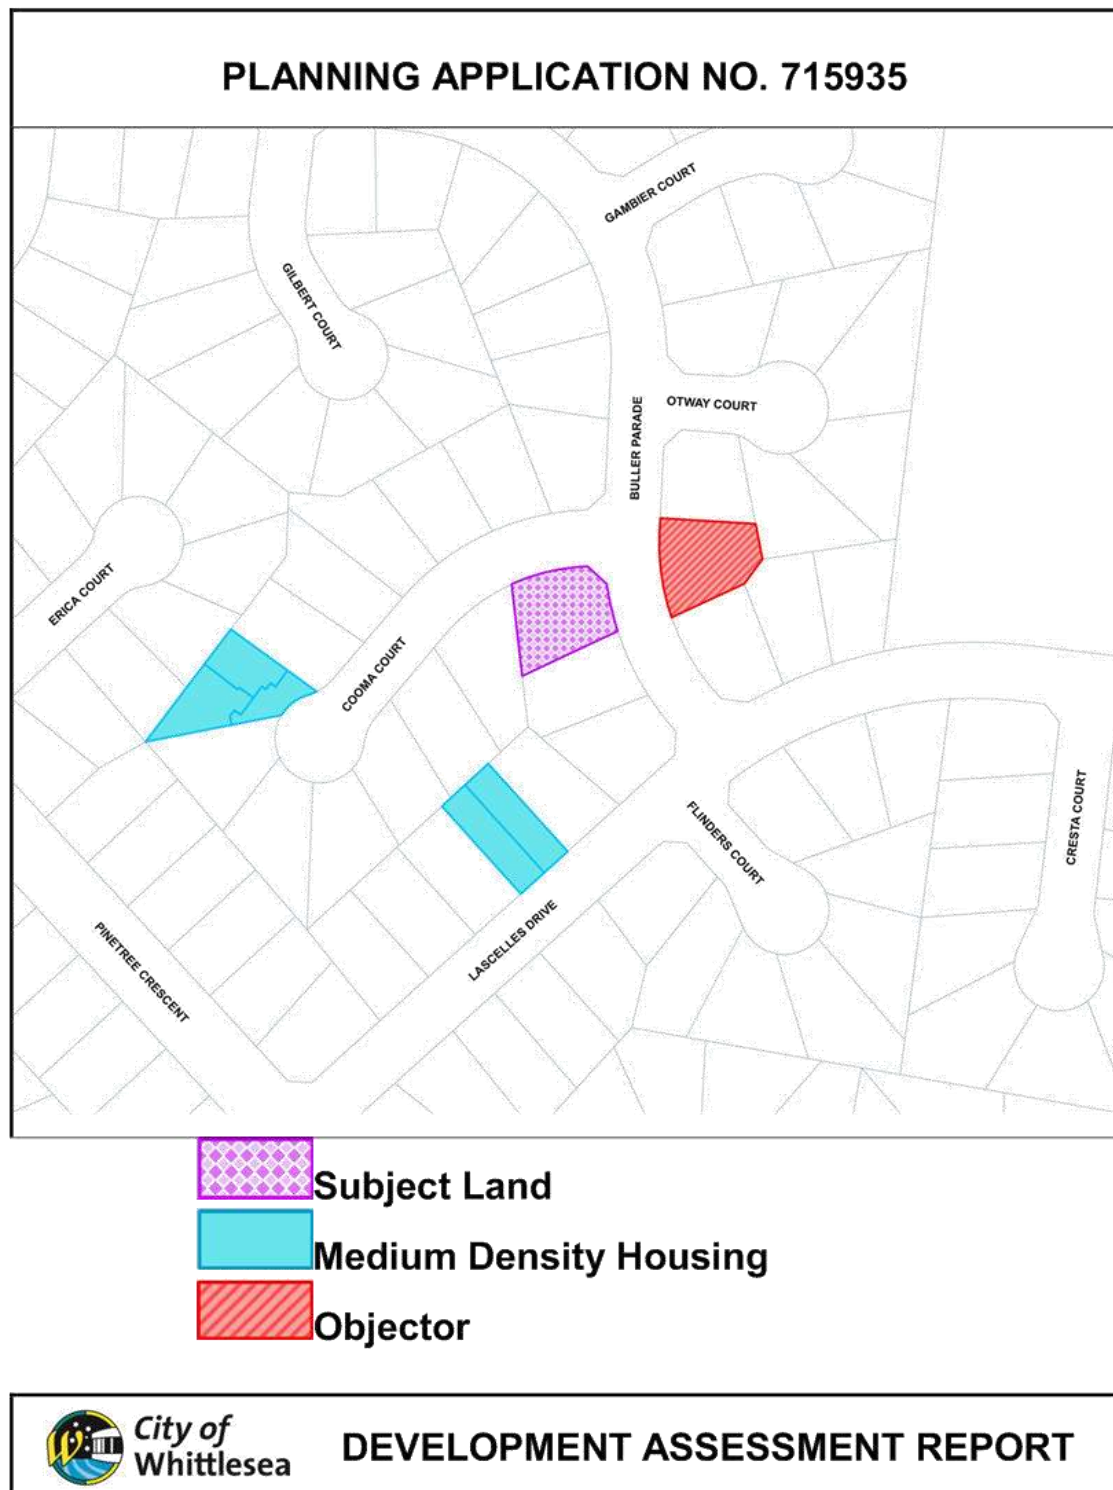 PLANNING APPLICATION NO. 715935
GAMBIER COURT
GILBERT COURT
BULLER PARADE
OTWAY COURT
ERICA COURT
COOMA COURT
FLINDERS COURT
CRESTA COURT
LASCELLES DRIVE
PINETREE CRESCENT
Subject Land
Medium Density Housing
Objector
City of
Whittlesea
DEVELOPMENT ASSESSMENT REPORT